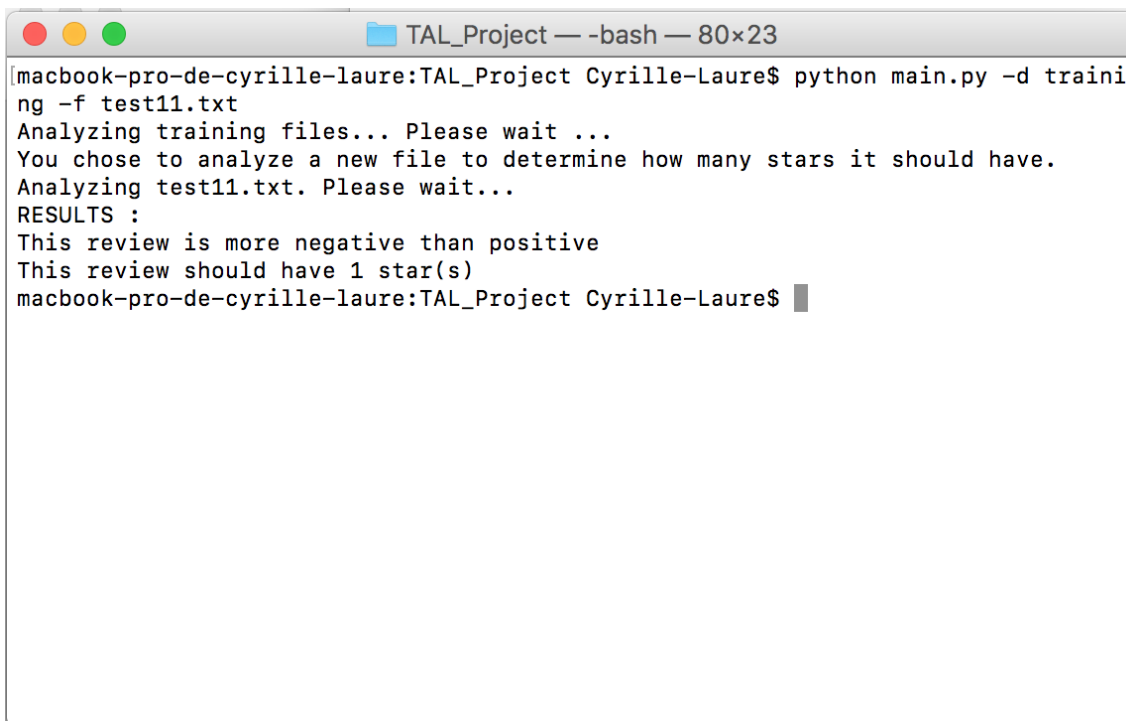 TAL_Project — -bash — 80×23
[macbook-pro-de-cyrille-laure:TAL_Project Cyrille-Laure$ python main.py -d traini
ng -f test11.txt
Analyzing training files... Please wait ...
You chose to analyze a new file to determine how many stars it should have.
Analyzing test11.txt. Please wait...
RESULTS :
This review is more negative than positive
This review should have 1 star(s)
macbook-pro-de-cyrille-laure:TAL_Project Cyrille-Laure$